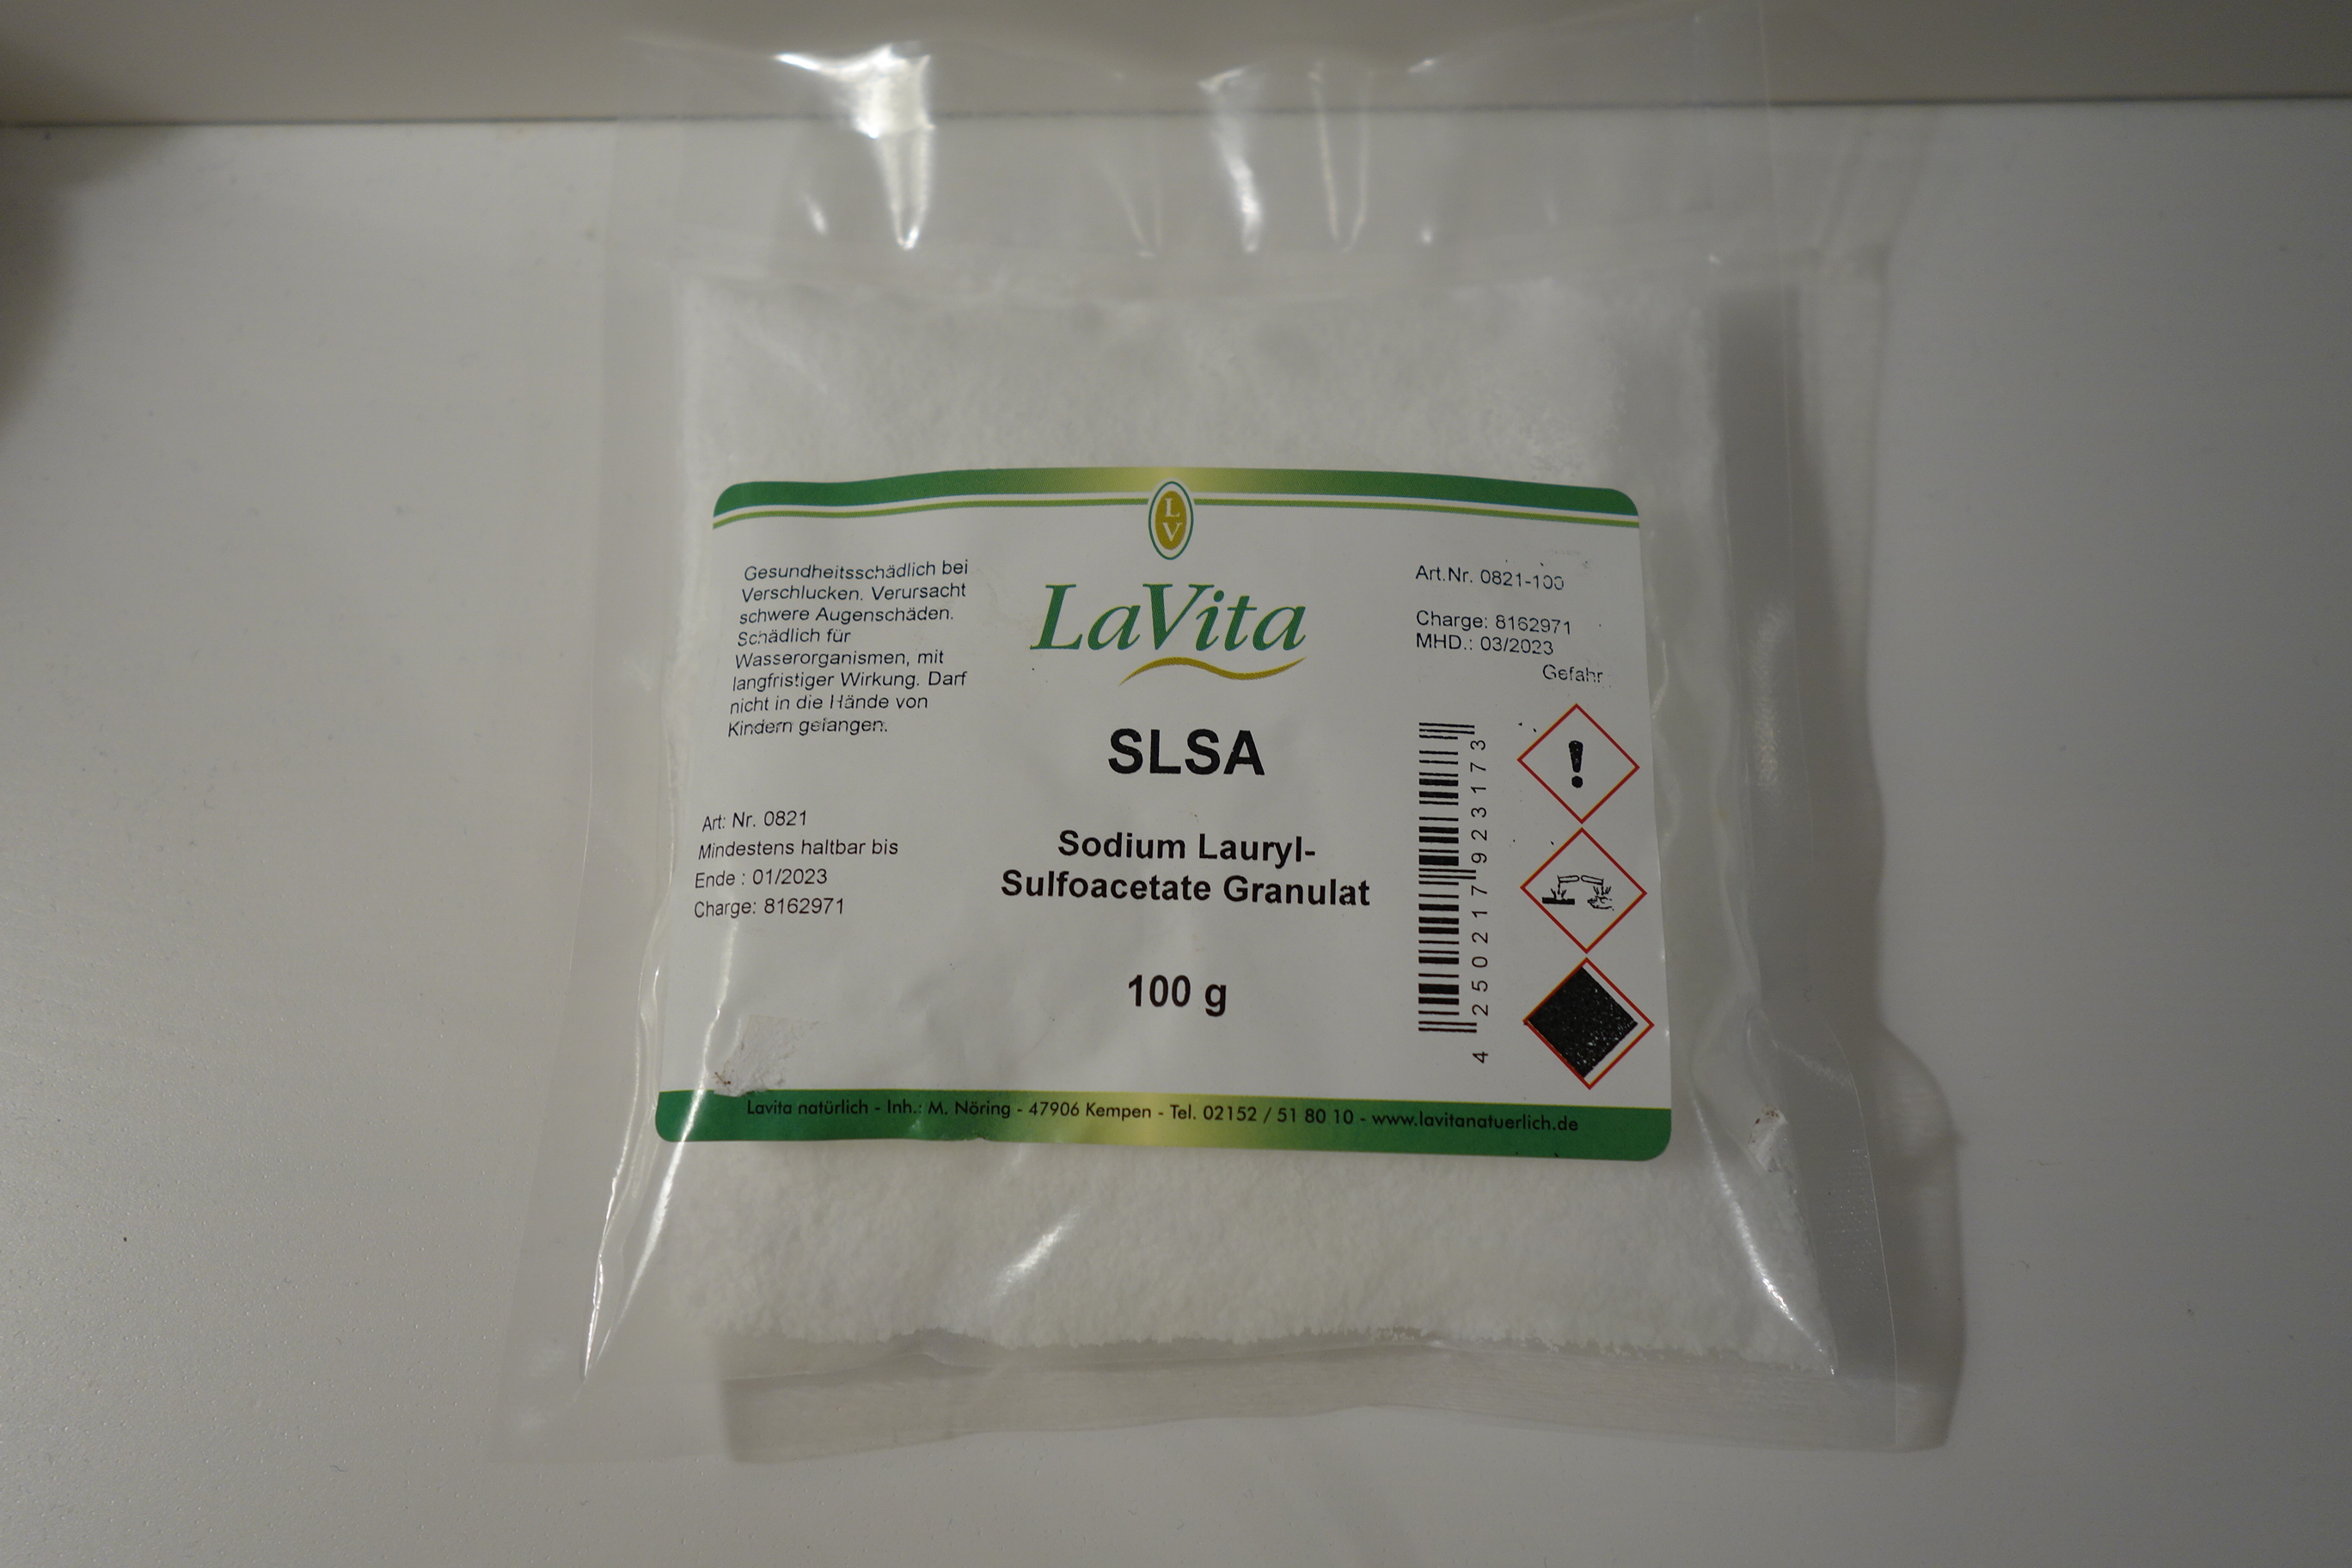 L
V
Gesundheitsschädlich bei
Verschlucken. Verursacht
schwere Augenschäden.
Schädlich für
Wasserorganismen, mit
langfristiger Wirkung. Darf
nicht in die Hände von
Kindern gelangen.
Art: Nr. 0821
Mindestens haltbar bis
Ende : 01/2023
Charge: 8162971
LaVita
SLSA
Sodium Lauryl-
Sulfoacetate Granulat
100 g
Art.Nr. 0821-100
Charge: 8162971
MHD.: 03/2023
Gefahr
4 250217 923173
Lavita natürlich - Inh.: M. Nöring - 47906 Kempen - Tel. 02152 / 51 80 10 - www.lavitanatuerlich.de